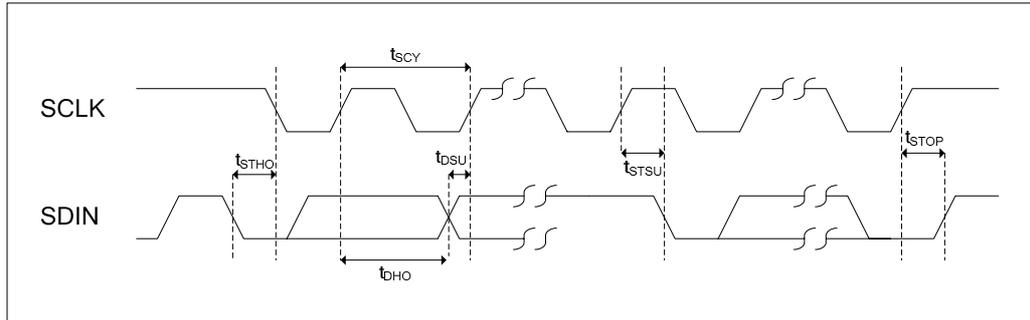 tSCY
SCLK
tSTHO
tDSU
tSTSU
tSTOP
SDIN
tDHO